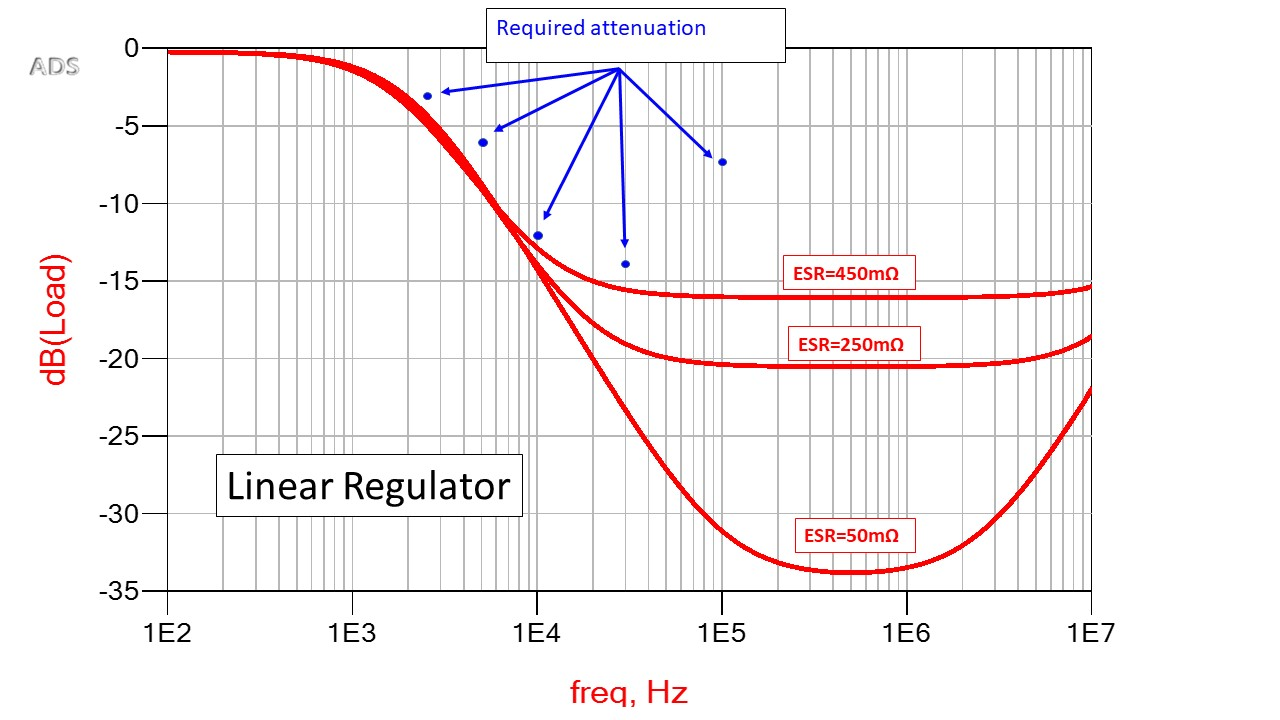 Required attenuation
ADS
0
-5
-10
-15
-20
-25
-30
-35
dB(Load)
ESR=450mΩ
ESR=250mΩ
ESR=50mΩ
Linear Regulator
1E2 1E3 1E4 1E5 1E6 1E7
freq, Hz